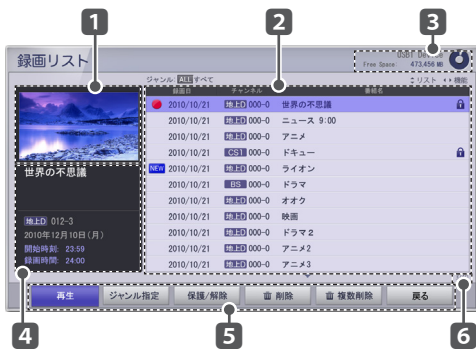 1
2
3
録画リスト
USB1 Device
Free Space: 473,456 MB
ジャンル: ALL すべて
リスト 機能
録画日 チャンネル 番組名
2010/10/21 地上D 000-0 世界の不思議
2010/10/21 地上D 000-0 ニュース 9:00
2010/10/21 地上D 000-0 アニメ
2010/10/21 CS1 000-0 ドキュー
NEW 2010/10/21 地上D 000-0 ライオン
2010/10/21 BS 000-0 ドラマ
2010/10/21 地上D 000-0 オオク
2010/10/21 地上D 000-0 映画
2010/10/21 地上D 000-0 ドラマ2
2010/10/21 地上D 000-0 アニメ2
2010/10/21 地上D 000-0 アニメ3
世界の不思議
地上D 012-3
2010年12月10日(月)
開始時刻: 23:59
録画時間: 24:00
再生 ジャンル指定 保護/解除 削除 複数削除 戻る
4
5
6